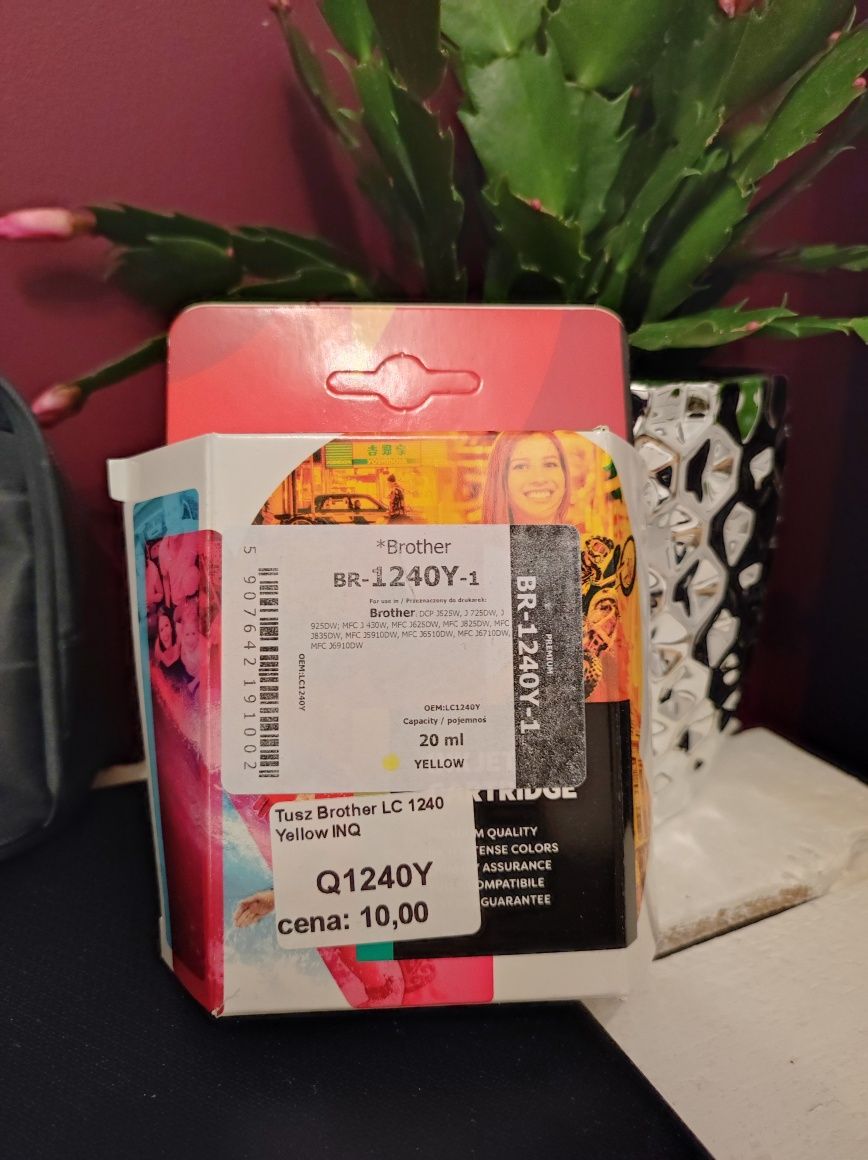 *Brother
BR-1240Y-1
For use in / Przeznaczony do drukarek:
Brother: DCP J525W, J 725DW, J
925DW; MFC J 430W, MFC J625DW, MFC J825DW, MFC
J835DW, MFC J5910DW, MFC J6510DW, MFC J6710DW,
MFC J6910DW
5 907642 191002
OEM:LC1240Y
OEM:LC1240Y
Capacity / pojemnoś
20 ml
YELLOW
PREMIUM
BR-1240Y-1
CARTRIDGE
Tusz Brother LC 1240
Yellow INQ
Q1240Y
cena: 10,00
M QUALITY
TENSE COLORS
Y ASSURANCE
OMPATIBLE
GUARANTEE